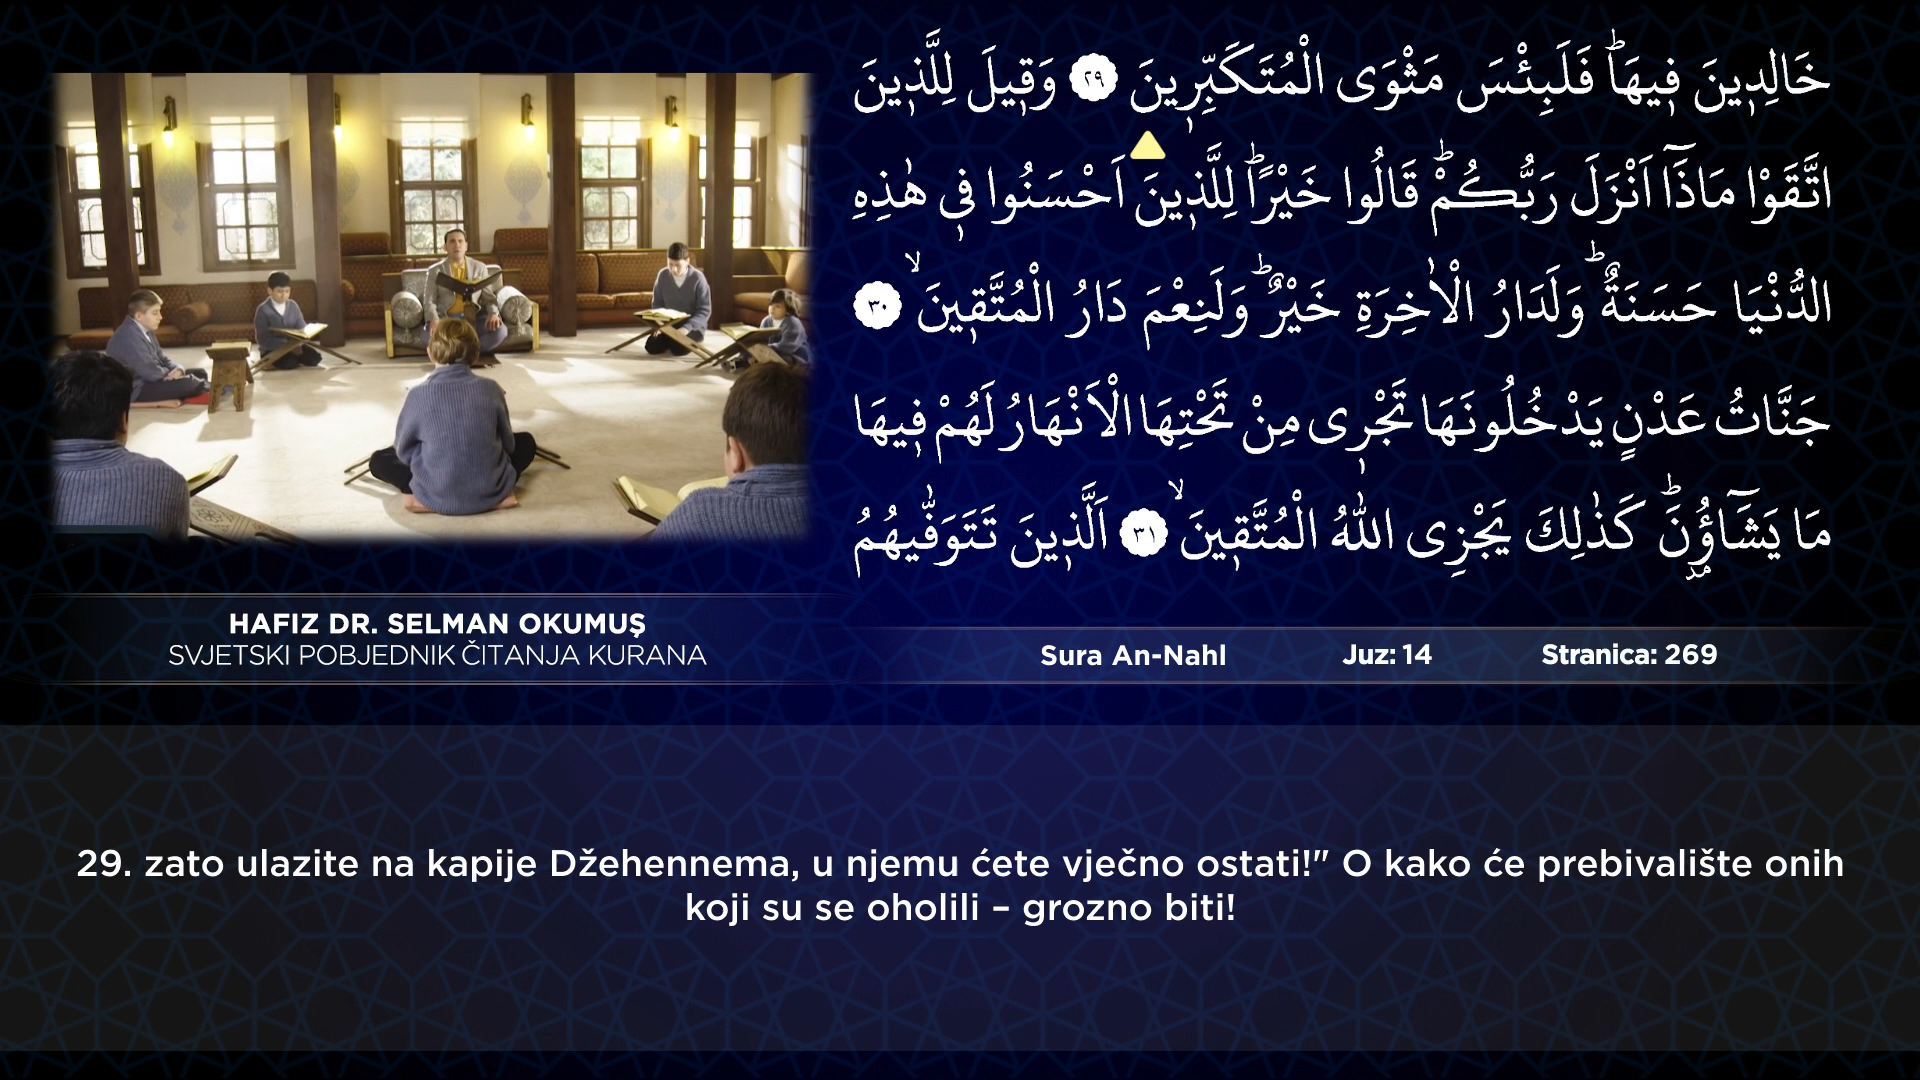 خَالِدٖينَ فٖيهَاؕ فَلَبِئْسَ مَثْوَى الْمُتَكَبِّرٖينَ ٢٩ وَقٖيلَ لِلَّذٖينَ
اتَّقَوْا مَاذَٓا اَنْزَلَ رَبُّكُمْؕ قَالُوا خَيْرًاؕ لِلَّذٖينَ اَحْسَنُوا فٖي هٰذِهِ
الدُّنْيَا حَسَنَةٌؕ وَلَدَارُ الْاٰخِرَةِ خَيْرٌؕ وَلَنِعْمَ دَارُ الْمُتَّقٖينَۙ ٣٠
جَنَّاتُ عَدْنٍ يَدْخُلُونَهَا تَجْرٖى مِنْ تَحْتِهَا الْاَنْهَارُ لَهُمْ فٖيهَا
مَا يَشَٓاؤُ۫نَؕ كَذٰلِكَ يَجْزِى اللّٰهُ الْمُتَّقٖينَۙ ٣١ اَلَّذٖينَ تَتَوَفّٰيهُمُ
HAFIZ DR. SELMAN OKUMUŞ
SVJETSKI POBJEDNIK ČITANJA KURANA
Sura An-Nahl Juz: 14 Stranica: 269
29. zato ulazite na kapije Džehennema, u njemu ćete vječno ostati!" O kako će prebivalište onih
koji su se oholili – grozno biti!